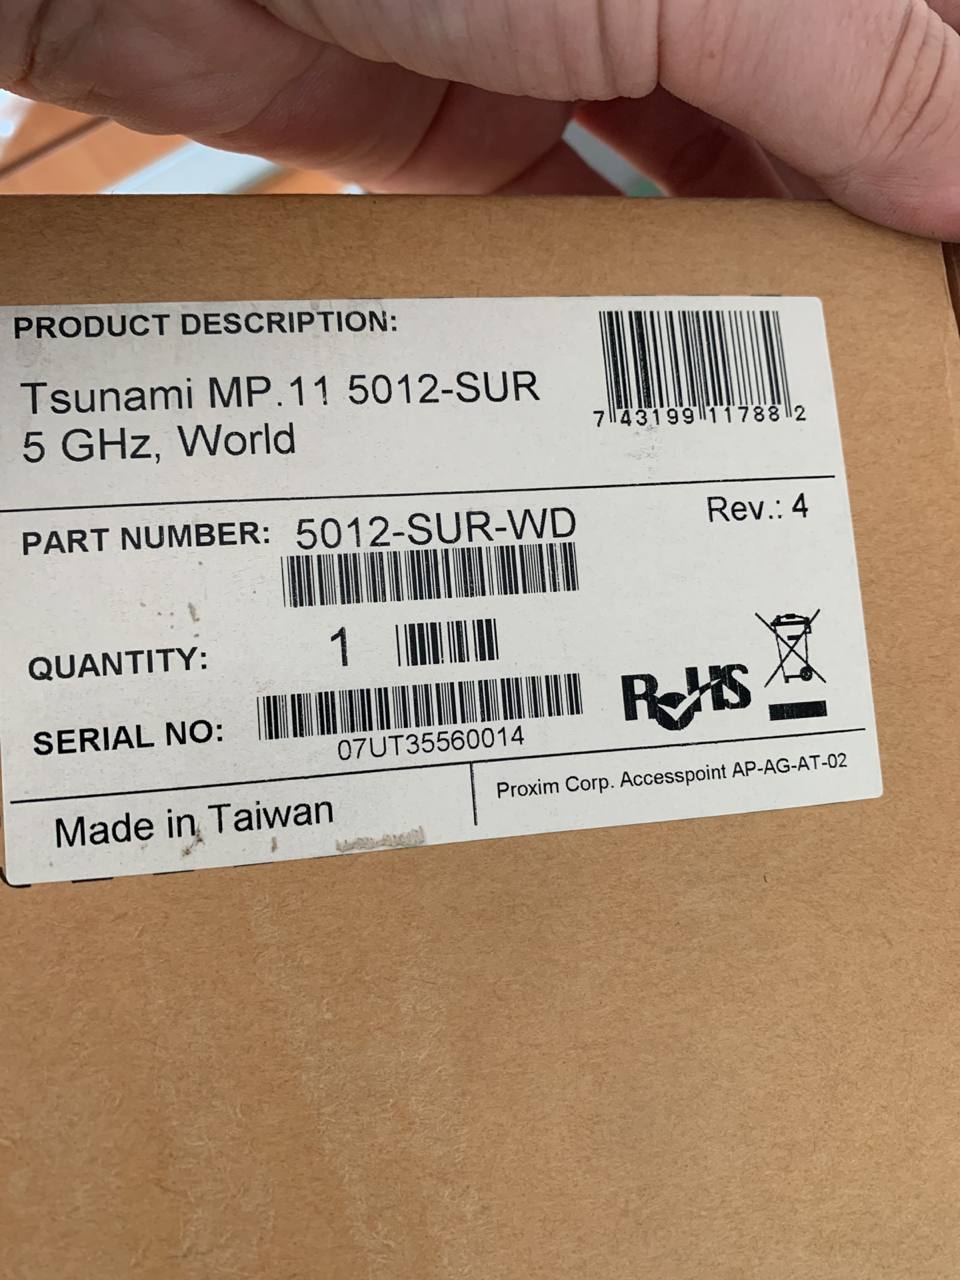 PRODUCT DESCRIPTION:
Tsunami MP.11 5012-SUR
5 GHz, World
7 43199 11788 2
PART NUMBER: 5012-SUR-WD
Rev.: 4
QUANTITY: 1
SERIAL NO:
07UT35560014
RoHS
Made in Taiwan
Proxim Corp. Accesspoint AP-AG-AT-02